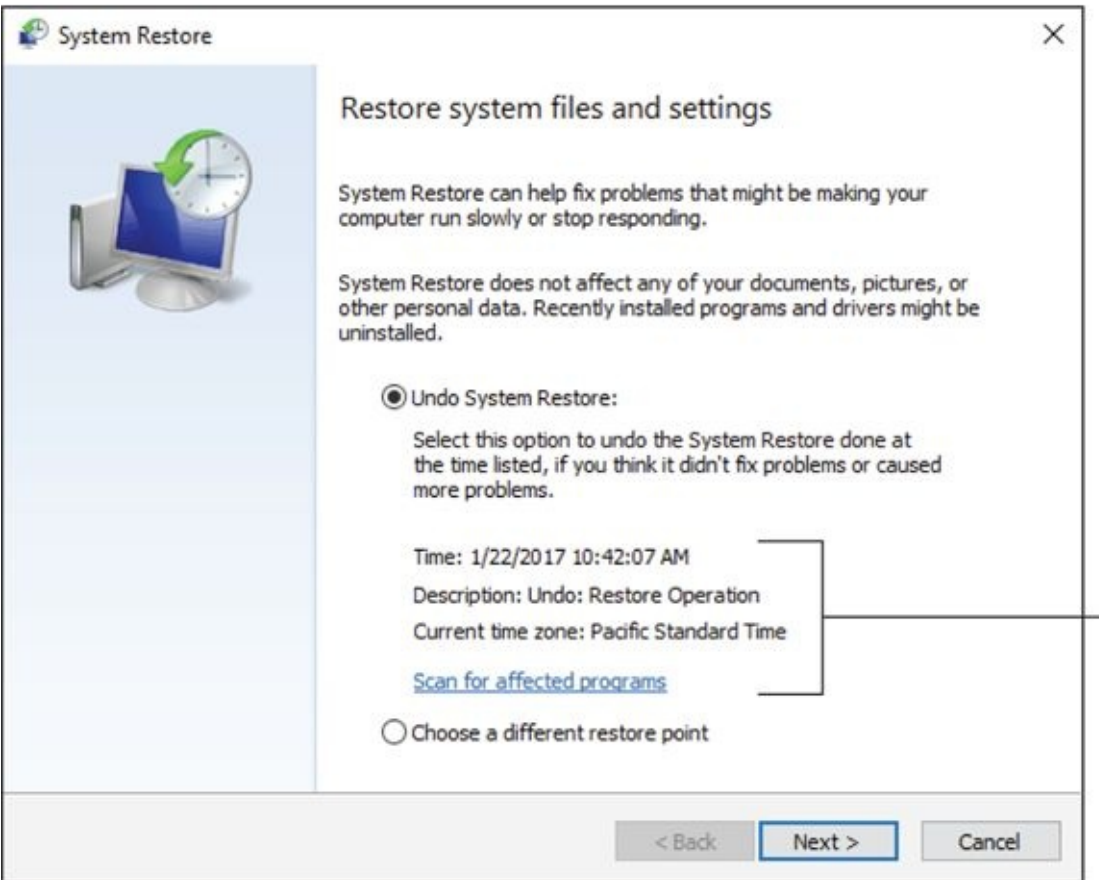 System Restore
Restore system files and settings
System Restore can help fix problems that might be making your
computer run slowly or stop responding.
System Restore does not affect any of your documents, pictures, or
other personal data. Recently installed programs and drivers might be
uninstalled.
Undo System Restore:
Select this option to undo the System Restore done at
the time listed, if you think it didn't fix problems or caused
more problems.
Time: 1/22/2017 10:42:07 AM
Description: Undo: Restore Operation
Current time zone: Pacific Standard Time
Scan for affected programs
Choose a different restore point
< Back Next > Cancel